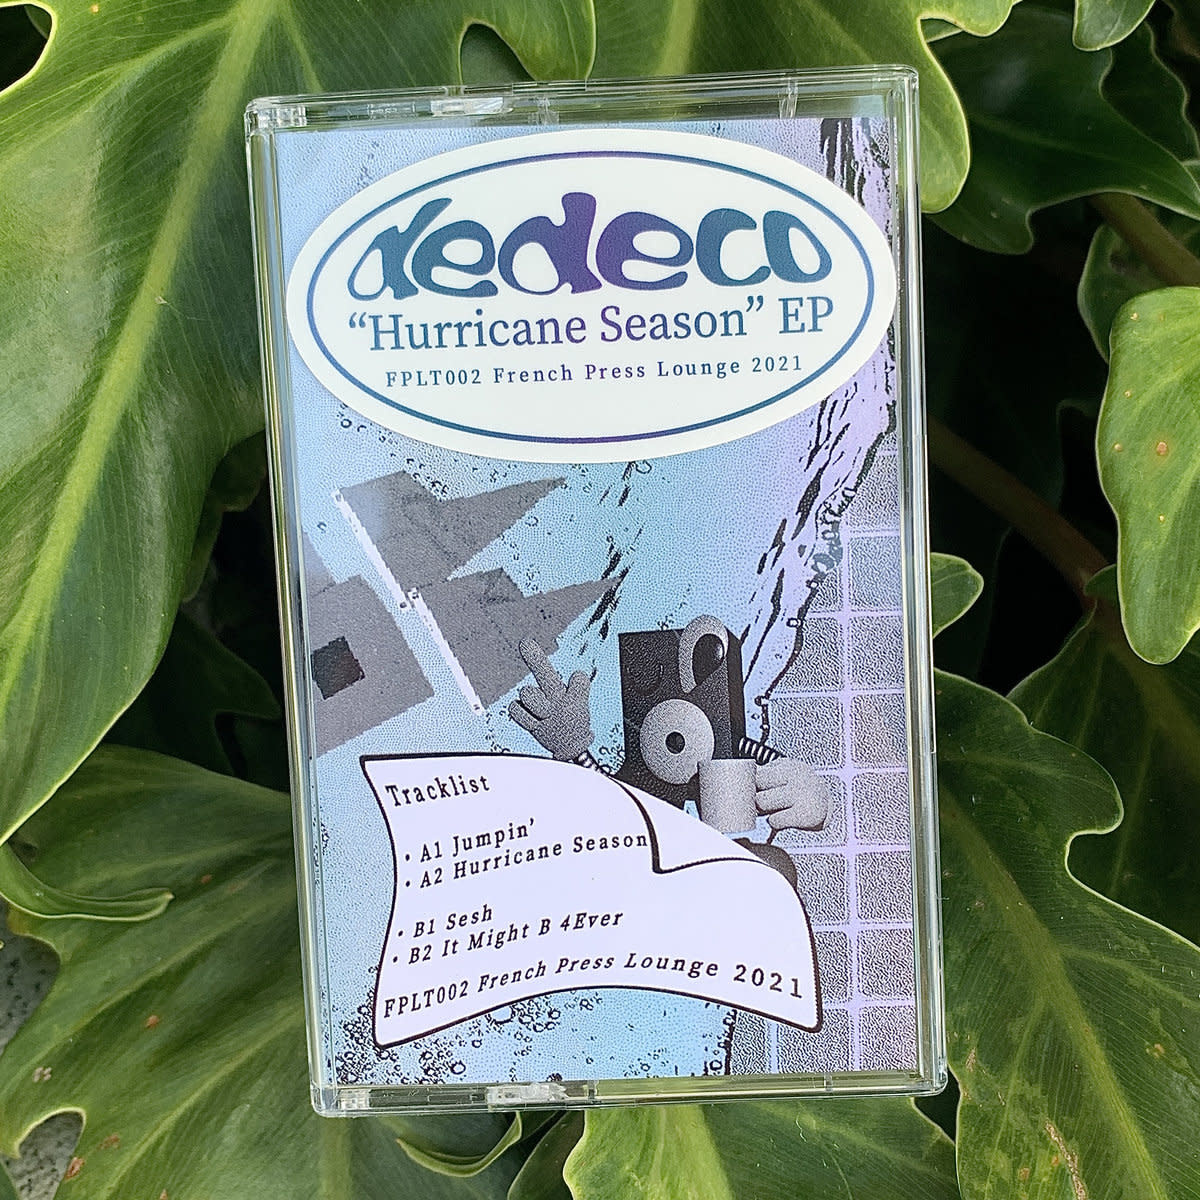 dedeco
“Hurricane Season” EP
FPLT002 French Press Lounge 2021
Tracklist
• A1 Jumpin’
• A2 Hurricane Season
• B1 Sesh
• B2 It Might B 4Ever
FPLT002 French Press Lounge 2021